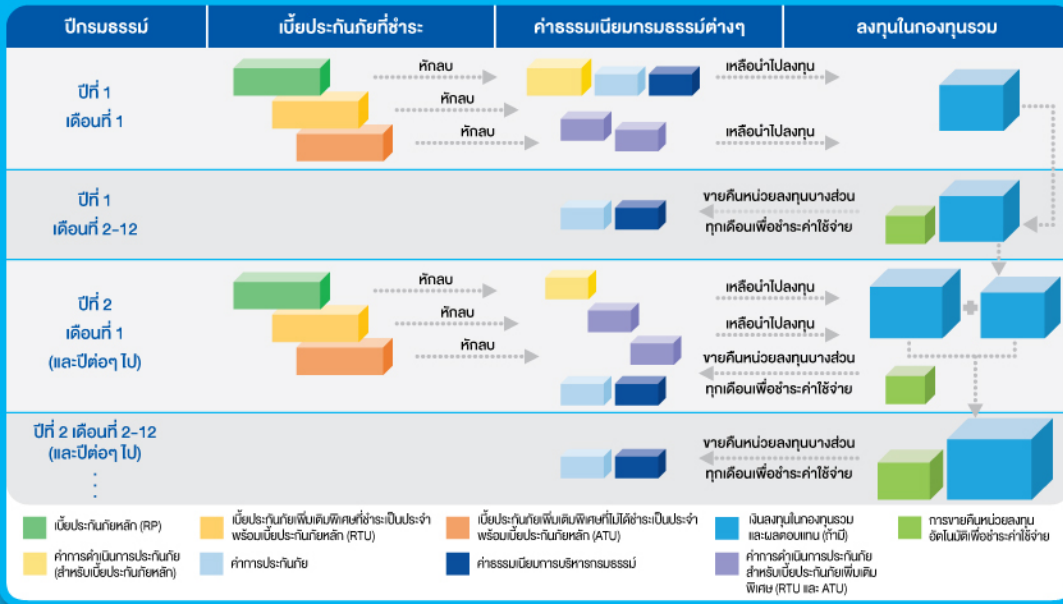 ปีกรมธรรม์
เบี้ยประกันภัยที่ชำระ
ค่าธรรมเนียมกรมธรรม์ต่างๆ
ลงทุนในกองทุนรวม
ปีที่ 1
เดือนที่ 1
หักลบ
หักลบ
หักลบ
เหลือนำไปลงทุน
เหลือนำไปลงทุน
ปีที่ 1
เดือนที่ 2-12
ขายคืนหน่วยลงทุนบางส่วน
ทุกเดือนเพื่อชำระค่าใช้จ่าย
ปีที่ 2
เดือนที่ 1
(และปีต่อๆ ไป)
หักลบ
หักลบ
หักลบ
เหลือนำไปลงทุน
เหลือนำไปลงทุน
ขายคืนหน่วยลงทุนบางส่วน
ทุกเดือนเพื่อชำระค่าใช้จ่าย
ปีที่ 2 เดือนที่ 2-12
(และปีต่อๆ ไป)
ขายคืนหน่วยลงทุนบางส่วน
ทุกเดือนเพื่อชำระค่าใช้จ่าย
เบี้ยประกันภัยหลัก (RP)
เบี้ยประกันภัยเพิ่มเติมพิเศษที่ชำระเป็นประจำ
พร้อมเบี้ยประกันภัยหลัก (RTU)
เบี้ยประกันภัยเพิ่มเติมพิเศษที่ไม่ได้ชำระเป็นประจำ
พร้อมเบี้ยประกันภัยหลัก (ATU)
เงินลงทุนในกองทุนรวม
และผลตอบแทน (ถ้ามี)
การขายคืนหน่วยลงทุน
อัตโนมัติเพื่อชำระค่าใช้จ่าย
ค่าการดำเนินการประกันภัย
(สำหรับเบี้ยประกันภัยหลัก)
ค่าการประกันภัย
ค่าธรรมเนียมการบริหารกรมธรรม์
ค่าการดำเนินการประกันภัย
สำหรับเบี้ยประกันภัยเพิ่มเติม
พิเศษ (RTU และ ATU)